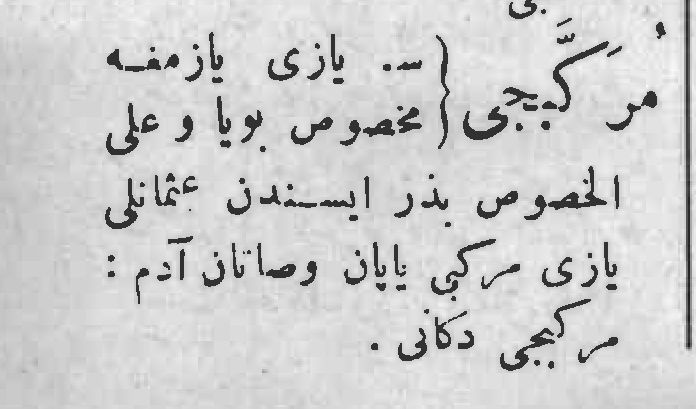 مُرَكَّبجى { س. يازى يازمغه
مخصوص بويا و على
الخصوص بذر ايسندن عثمانلى
يازى مركبى ياپان وصاتان آدم :
مركبجى دكانى .